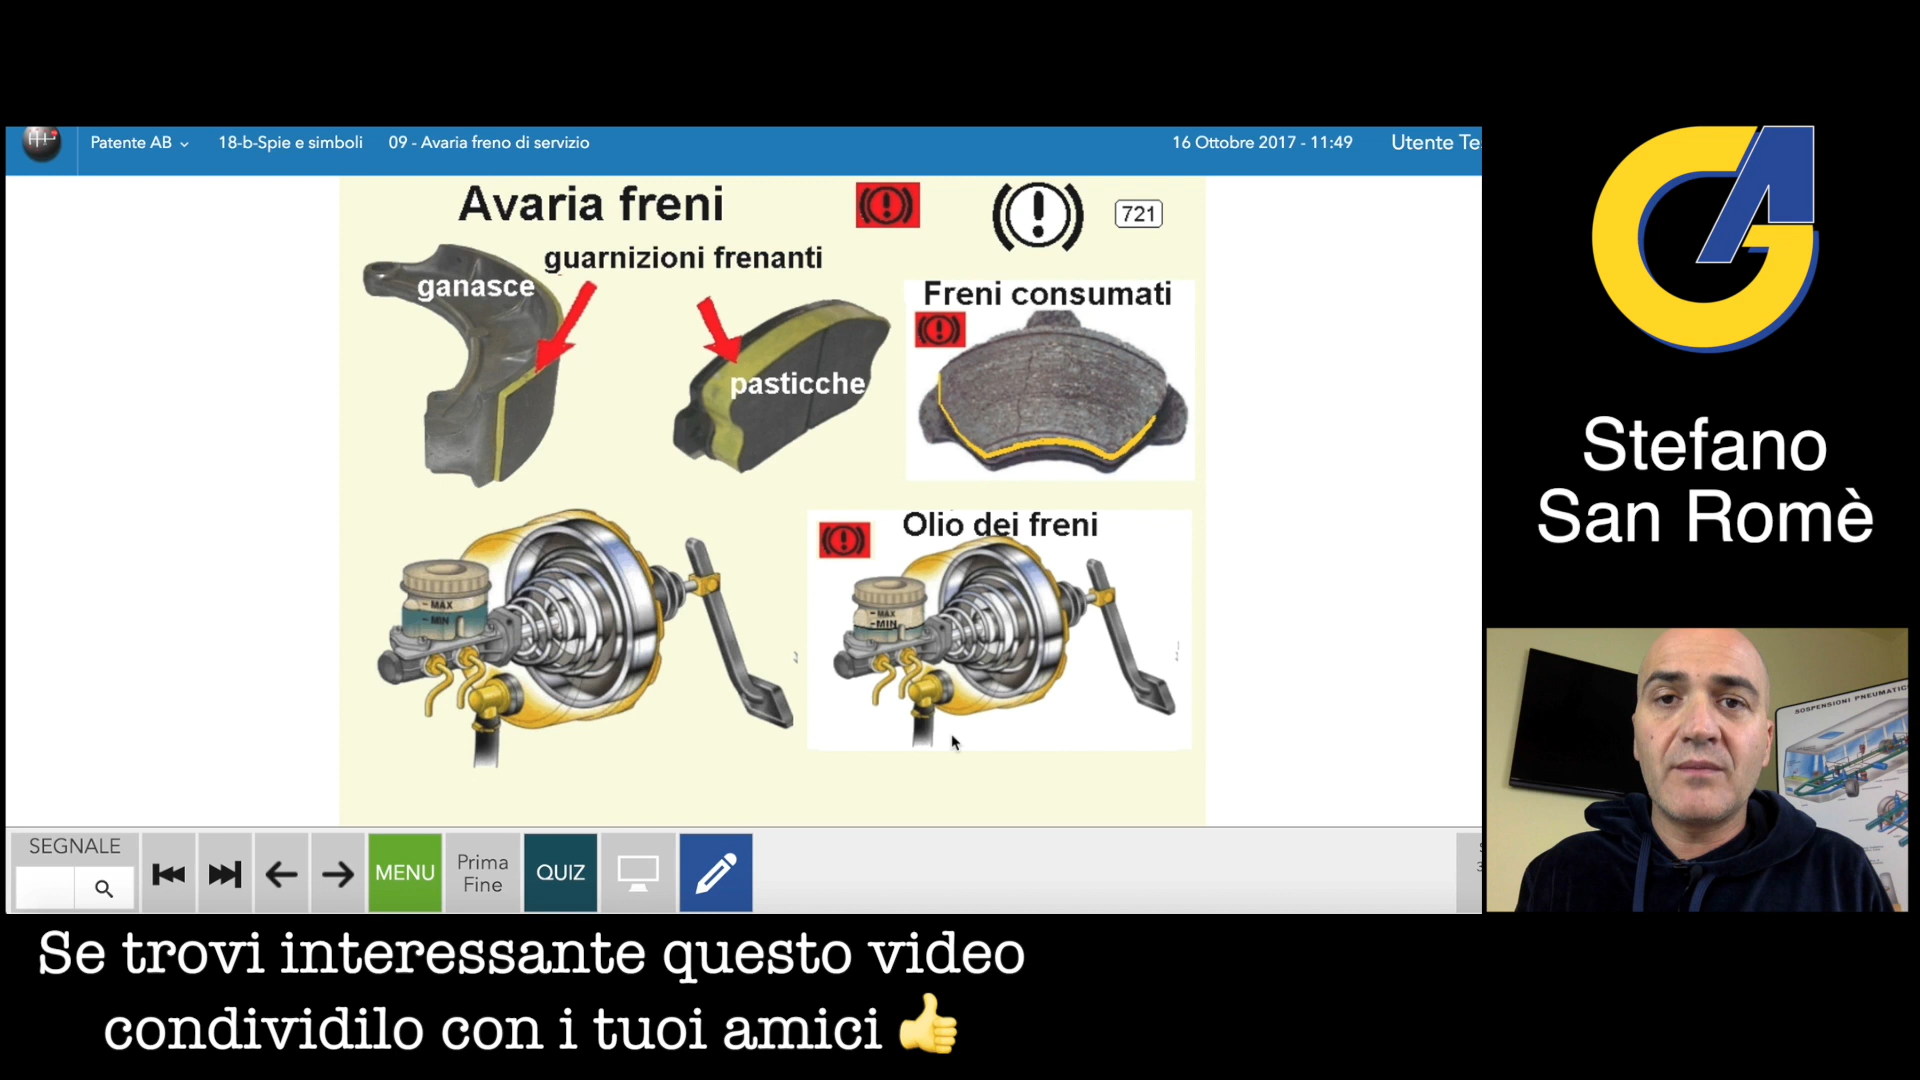 Patente AB 18-b-Spie e simboli 09 - Avaria freno di servizio 16 Ottobre 2017 - 11:49 Utente Te
Avaria freni
721
guarnizioni frenanti
ganasce
pasticche
Freni consumati
Olio dei freni
- MAX
- MIN
- MAX
-MIN
SEGNALE
MENU
Prima
Fine
QUIZ
Stefano
San Romè
SOSPENSIONI PNEUMATIC
Se trovi interessante questo video
condividilo con i tuoi amici 👍